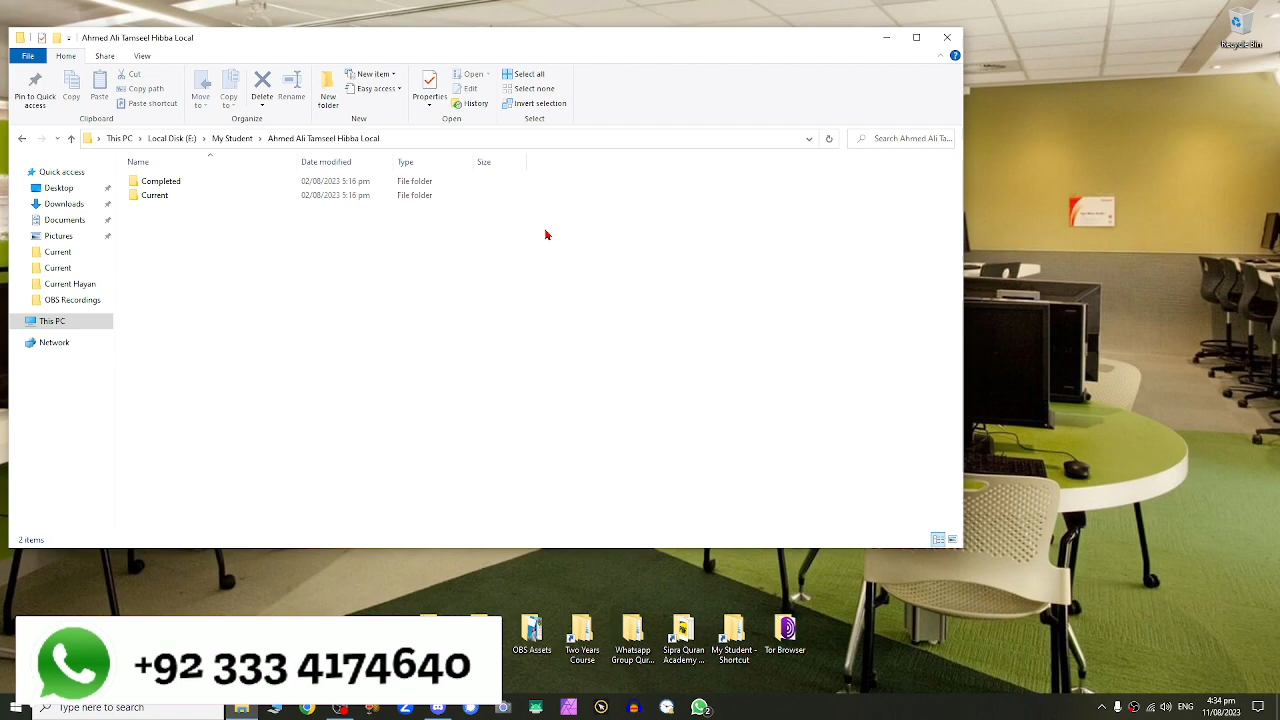 Ahmed Ali Tamseel Hibba Local
File
Home
Share
View
Pin to Quick access
Copy
Paste
Cut
Copy path
Paste shortcut
Clipboard
Move to
Copy to
Delete
Rename
Organize
New folder
New item
Easy access
New
Properties
Open
Edit
History
Open
Select all
Select none
Invert selection
Select
This PC > Local Disk (E:) > My Student > Ahmed Ali Tamseel Hibba Local
Search Ahmed Ali Ta...
Name
Date modified
Type
Size
Completed 02/08/2023 5:16 pm File folder
Current 02/08/2023 5:16 pm File folder
Quick access
Desktop
Downloads
Documents
Pictures
Current
Current
Current Hayan
OBS Recordings
This PC
Network
2 items
Recycle Bin
OBS Assets
Two Years Course
Whatsapp Group Qur...
Sipra Quran Academy ...
My Student - Shortcut
Tor Browser
+92 333 4174640
Type here to search
ENG
4:34 pm
11/08/2023